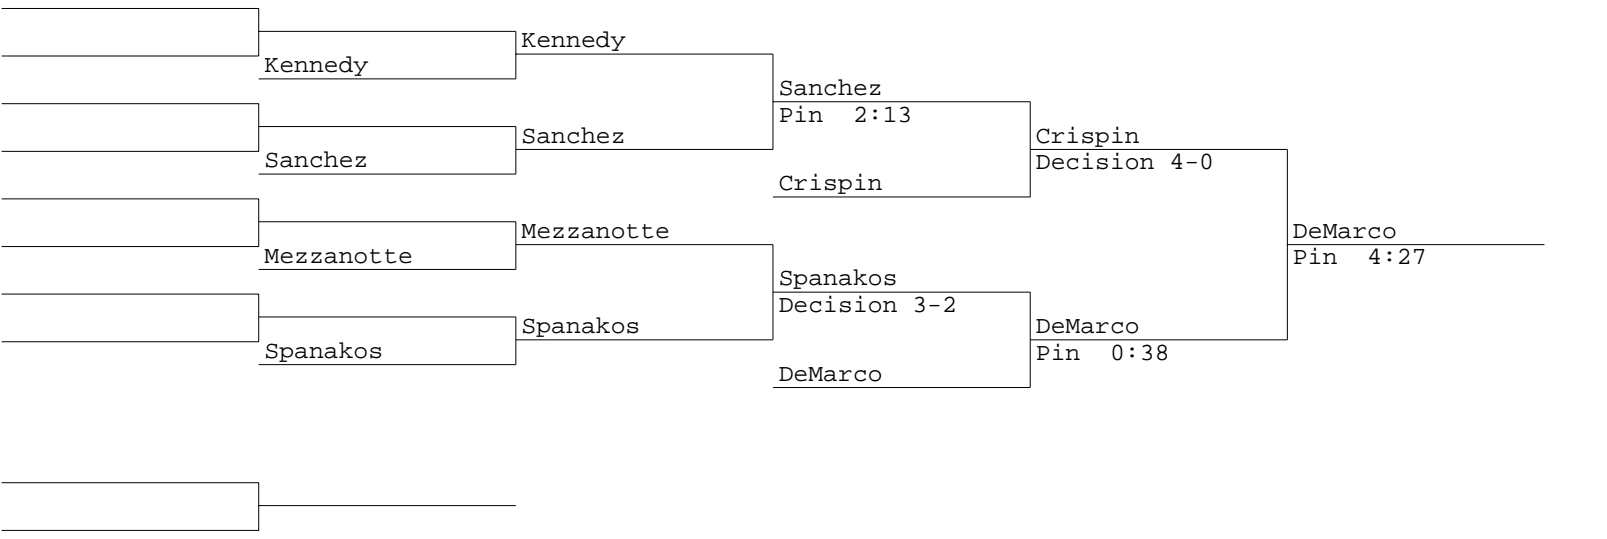 Kennedy
Kennedy
Sanchez
Pin 2:13
Sanchez
Sanchez
Crispin
Decision 4-0
Crispin
Mezzanotte
Mezzanotte
DeMarco
Pin 4:27
Spanakos
Decision 3-2
Spanakos
Spanakos
DeMarco
Pin 0:38
DeMarco